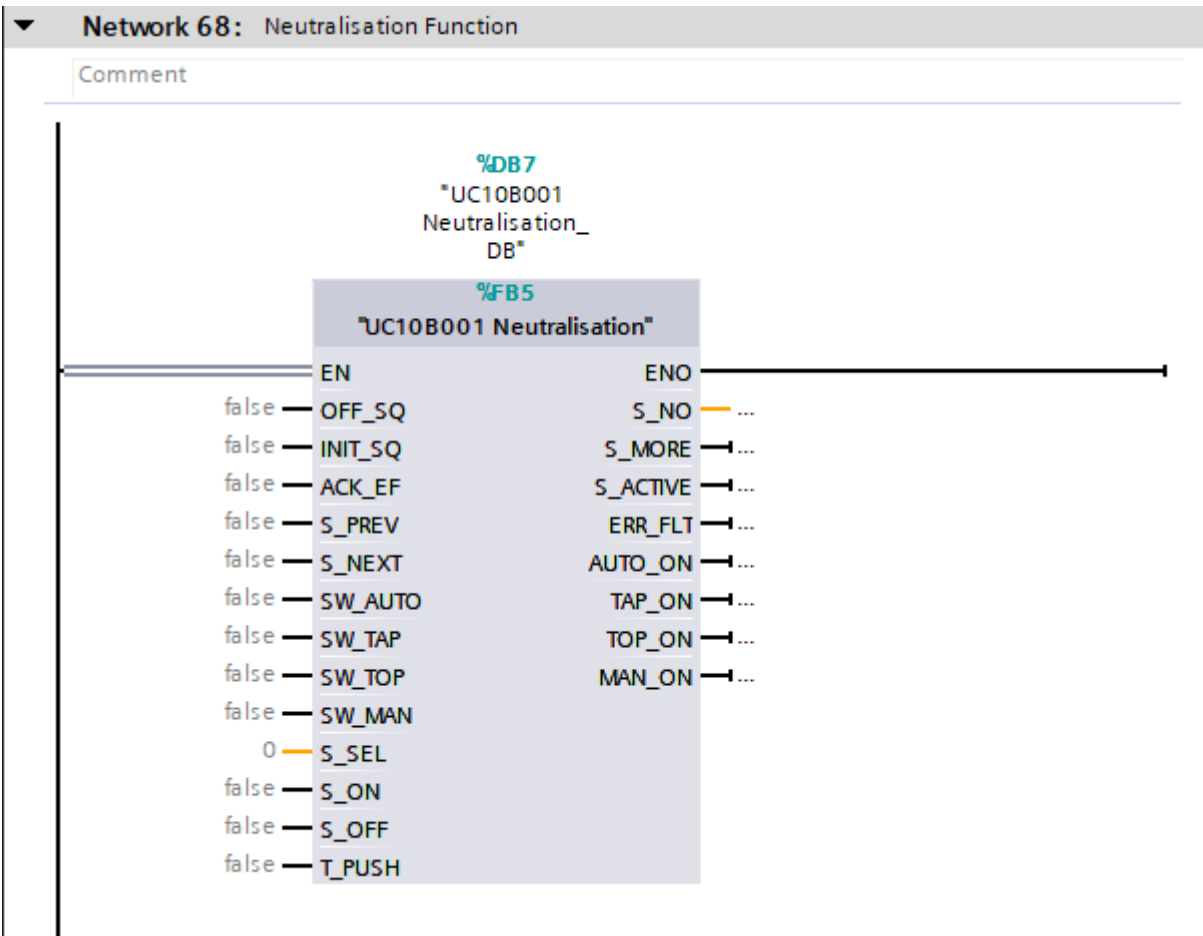 Network 68: Neutralisation Function
Comment
%DB7
"UC10B001
Neutralisation_
DB"
%FB5
"UC10B001 Neutralisation"
EN ENO
false OFF_SQ S_NO ...
false INIT_SQ S_MORE ...
false ACK_EF S_ACTIVE ...
false S_PREV ERR_FLT ...
false S_NEXT AUTO_ON ...
false SW_AUTO TAP_ON ...
false SW_TAP TOP_ON ...
false SW_TOP MAN_ON ...
false SW_MAN
0 S_SEL
false S_ON
false S_OFF
false T_PUSH